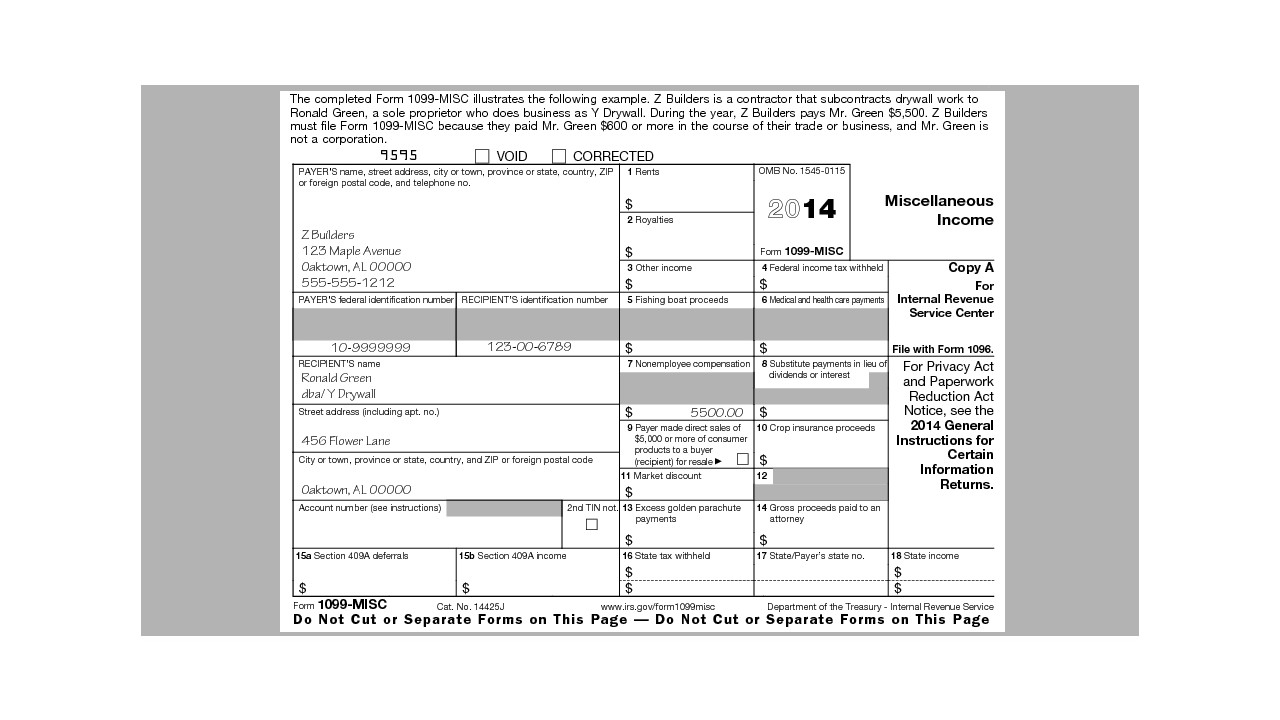 The completed Form 1099-MISC illustrates the following example. Z Builders is a contractor that subcontracts drywall work to
Ronald Green, a sole proprietor who does business as Y Drywall. During the year, Z Builders pays Mr. Green $5,500. Z Builders
must file Form 1099-MISC because they paid Mr. Green $600 or more in the course of their trade or business, and Mr. Green is
not a corporation.
9595 VOID CORRECTED
PAYER'S name, street address, city or town, province or state, country, ZIP
or foreign postal code, and telephone no.
Z Builders
123 Maple Avenue
Oaktown, AL 00000
555-555-1212
1 Rents
$
2 Royalties
$
OMB No. 1545-0115
2014
Form 1099-MISC
Miscellaneous
Income
3 Other income
$
4 Federal income tax withheld
$
Copy A
For
Internal Revenue
Service Center
File with Form 1096.
PAYER'S federal identification number
10-9999999
RECIPIENT'S identification number
123-00-6789
5 Fishing boat proceeds
$
6 Medical and health care payments
$
RECIPIENT'S name
Ronald Green
dba/ Y Drywall
7 Nonemployee compensation
$ 5500.00
8 Substitute payments in lieu of
dividends or interest
$
For Privacy Act
and Paperwork
Reduction Act
Notice, see the
2014 General
Instructions for
Certain
Information
Returns.
Street address (including apt. no.)
456 Flower Lane
9 Payer made direct sales of
$5,000 or more of consumer
products to a buyer
(recipient) for resale ▶
10 Crop insurance proceeds
$
City or town, province or state, country, and ZIP or foreign postal code
Oaktown, AL 00000
11 Market discount
$
12
Account number (see instructions)
2nd TIN not.
13 Excess golden parachute
payments
$
14 Gross proceeds paid to an
attorney
$
15a Section 409A deferrals
$
15b Section 409A income
$
16 State tax withheld
$
$
17 State/Payer's state no.
18 State income
$
$
Form 1099-MISC Cat. No. 14425J www.irs.gov/form1099misc Department of the Treasury - Internal Revenue Service
Do Not Cut or Separate Forms on This Page — Do Not Cut or Separate Forms on This Page